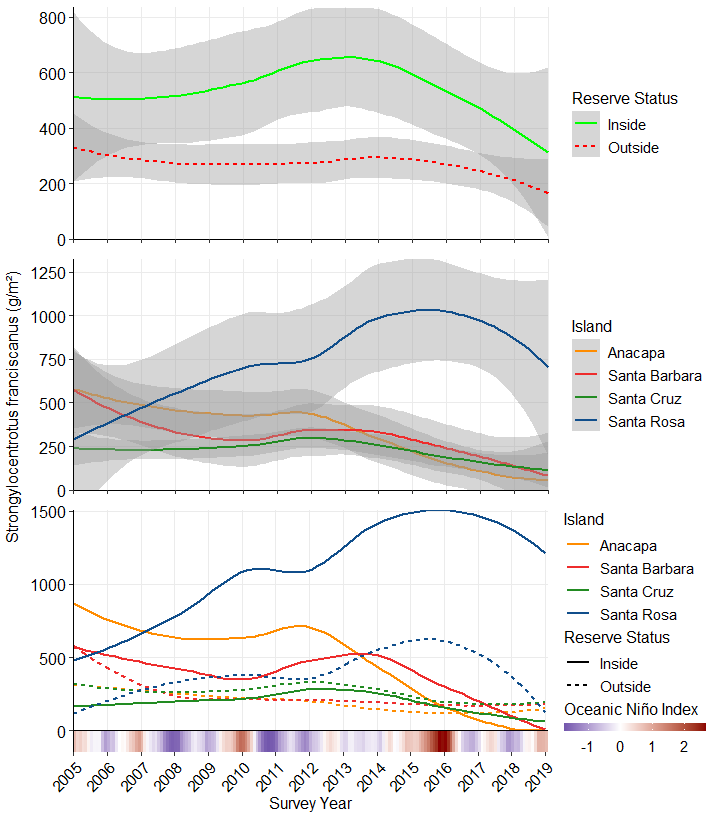 Strongylocentrotus franciscanus (g/m²)
800
600
400
200
0
Reserve Status
Inside
Outside
1250
1000
750
500
250
0
Island
Anacapa
Santa Barbara
Santa Cruz
Santa Rosa
1500
1000
500
0
Island
Anacapa
Santa Barbara
Santa Cruz
Santa Rosa
Reserve Status
Inside
Outside
Oceanic Niño Index
-1 0 1 2
2005 2006 2007 2008 2009 2010 2011 2012 2013 2014 2015 2016 2017 2018 2019
Survey Year